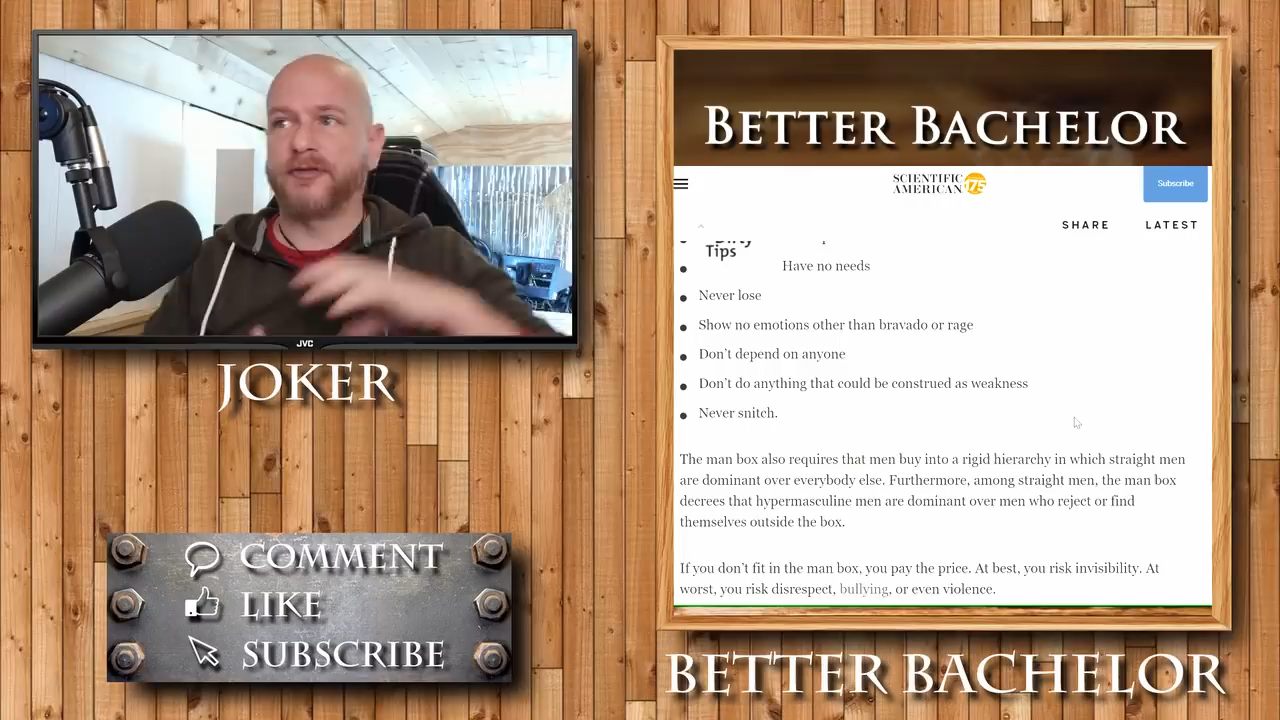 JVC
JOKER
COMMENT
LIKE
SUBSCRIBE
BETTER BACHELOR
SCIENTIFIC
AMERICAN 175
Subscribe
SHARE LATEST
Dirty
Tips
Have no needs
Never lose
Show no emotions other than bravado or rage
Don't depend on anyone
Don't do anything that could be construed as weakness
Never snitch.
The man box also requires that men buy into a rigid hierarchy in which straight men
are dominant over everybody else. Furthermore, among straight men, the man box
decrees that hypermasculine men are dominant over men who reject or find
themselves outside the box.
If you don't fit in the man box, you pay the price. At best, you risk invisibility. At
worst, you risk disrespect, bullying, or even violence.
BETTER BACHELOR